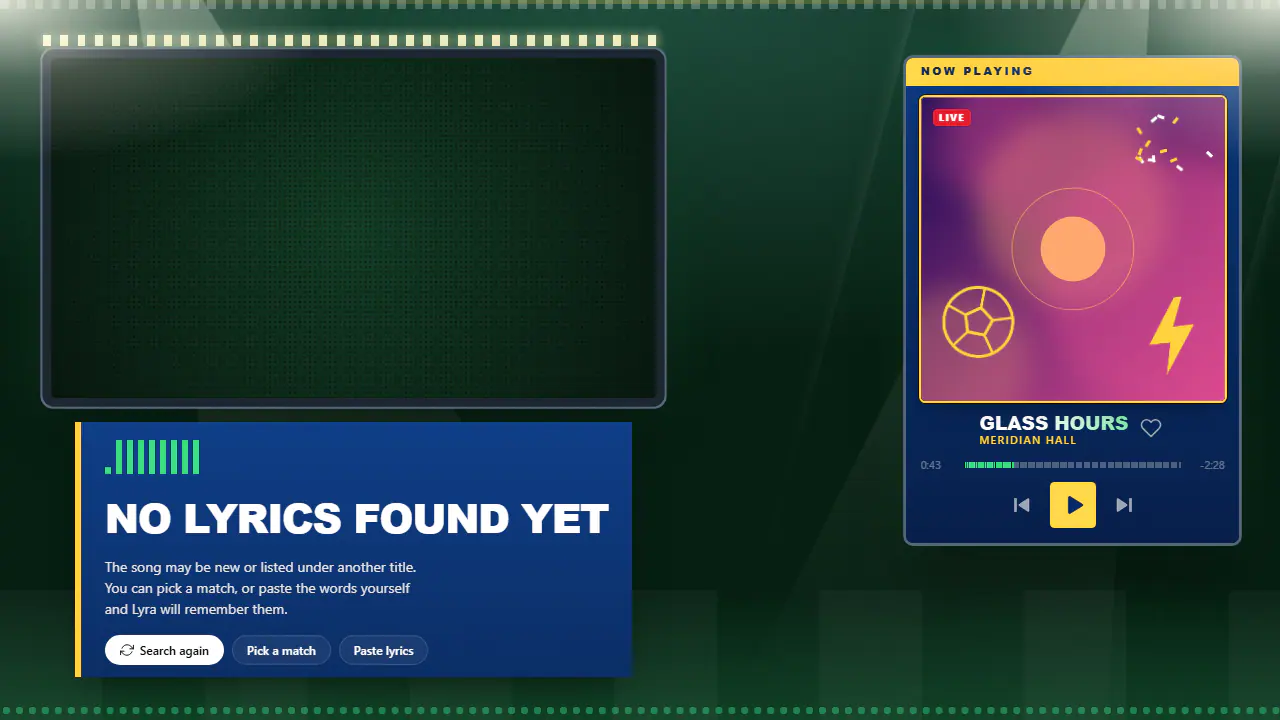 NOW PLAYING
LIVE
GLASS HOURS
MERIDIAN HALL
0:43
-2:28
NO LYRICS FOUND YET
The song may be new or listed under another title.
You can pick a match, or paste the words yourself
and Lyra will remember them.
Search again
Pick a match
Paste lyrics